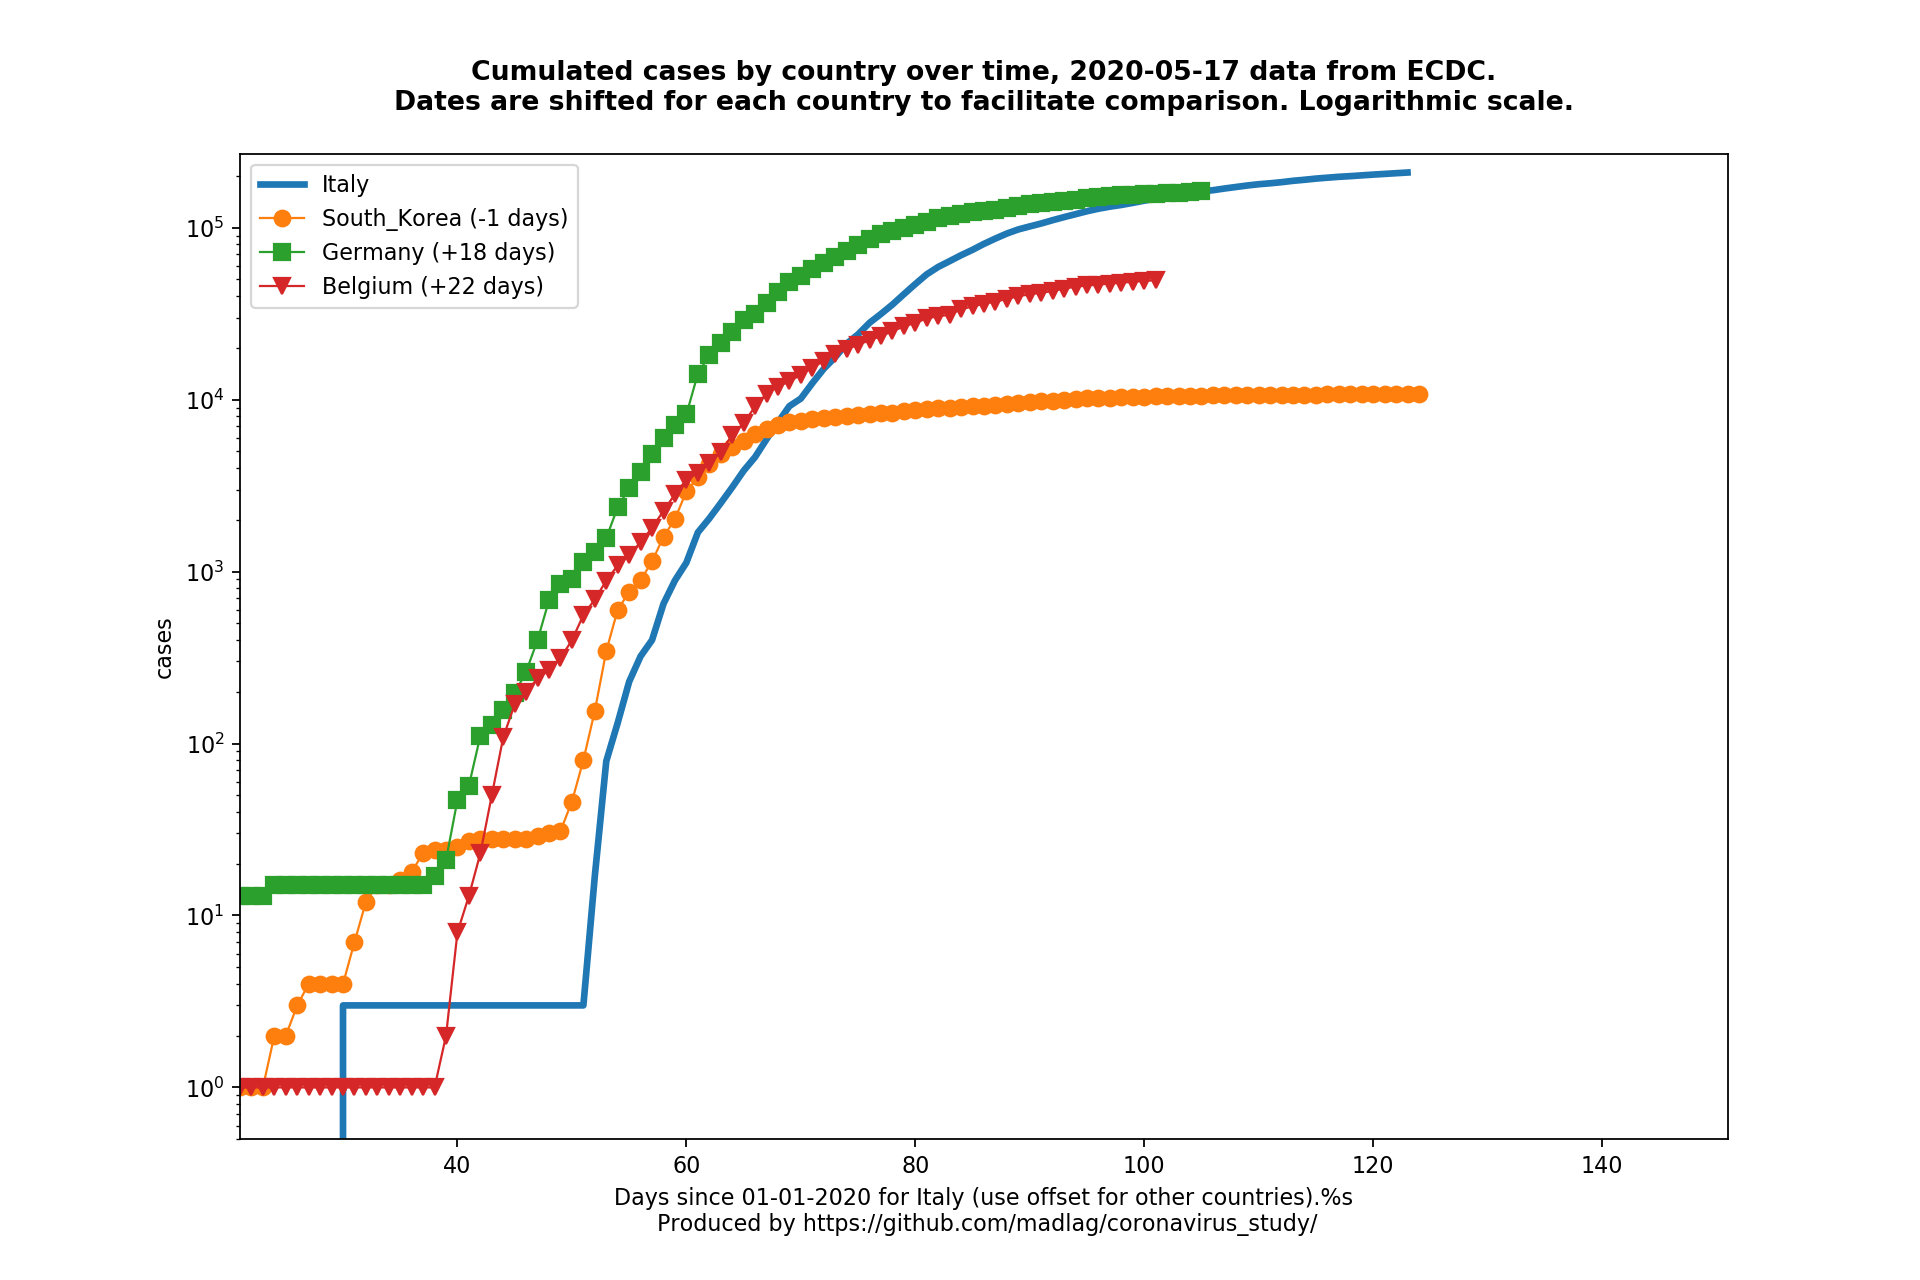 Cumulated cases by country over time, 2020-05-17 data from ECDC.
Dates are shifted for each country to facilitate comparison. Logarithmic scale.
Italy
South_Korea (-1 days)
Germany (+18 days)
Belgium (+22 days)
10^5
10^4
10^3
10^2
10^1
10^0
cases
40 60 80 100 120 140
Days since 01-01-2020 for Italy (use offset for other countries).%s
Produced by https://github.com/madlag/coronavirus_study/